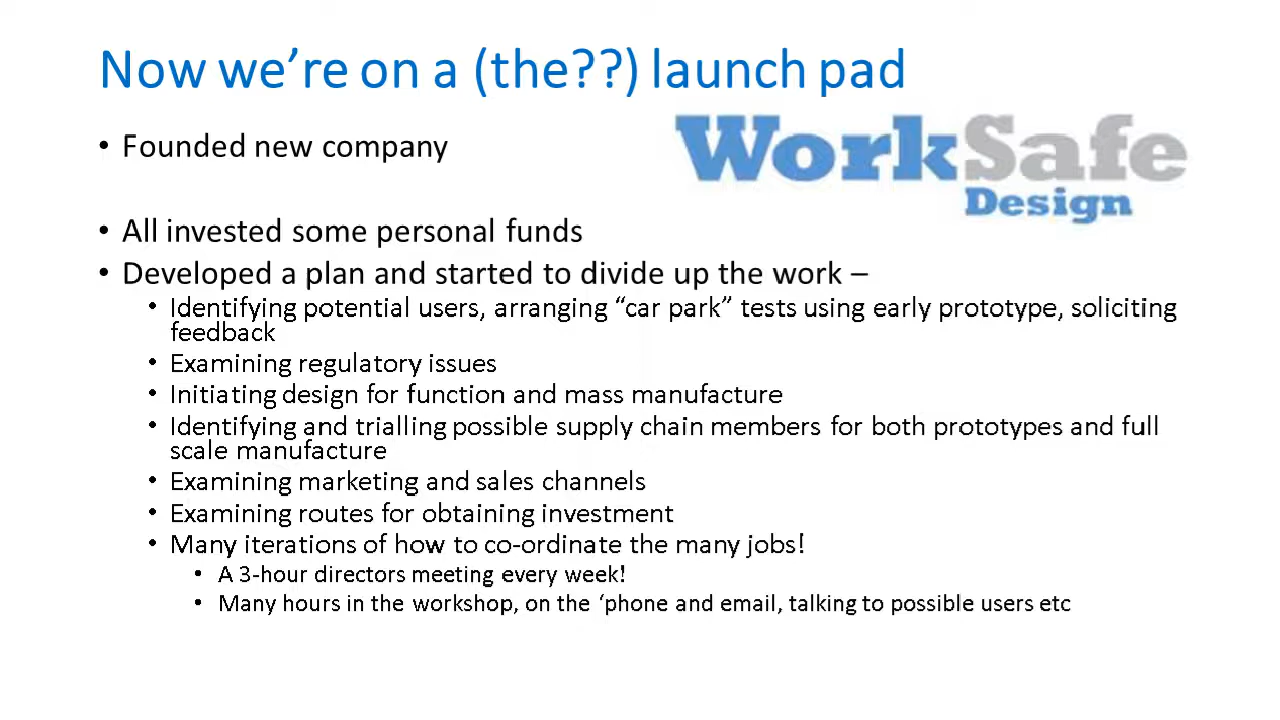 Now we’re on a (the??) launch pad
• Founded new company
WorkSafe
Design
• All invested some personal funds
• Developed a plan and started to divide up the work –
• Identifying potential users, arranging “car park” tests using early prototype, soliciting
feedback
• Examining regulatory issues
• Initiating design for function and mass manufacture
• Identifying and trialling possible supply chain members for both prototypes and full
scale manufacture
• Examining marketing and sales channels
• Examining routes for obtaining investment
• Many iterations of how to co-ordinate the many jobs!
• A 3-hour directors meeting every week!
• Many hours in the workshop, on the ‘phone and email, talking to possible users etc